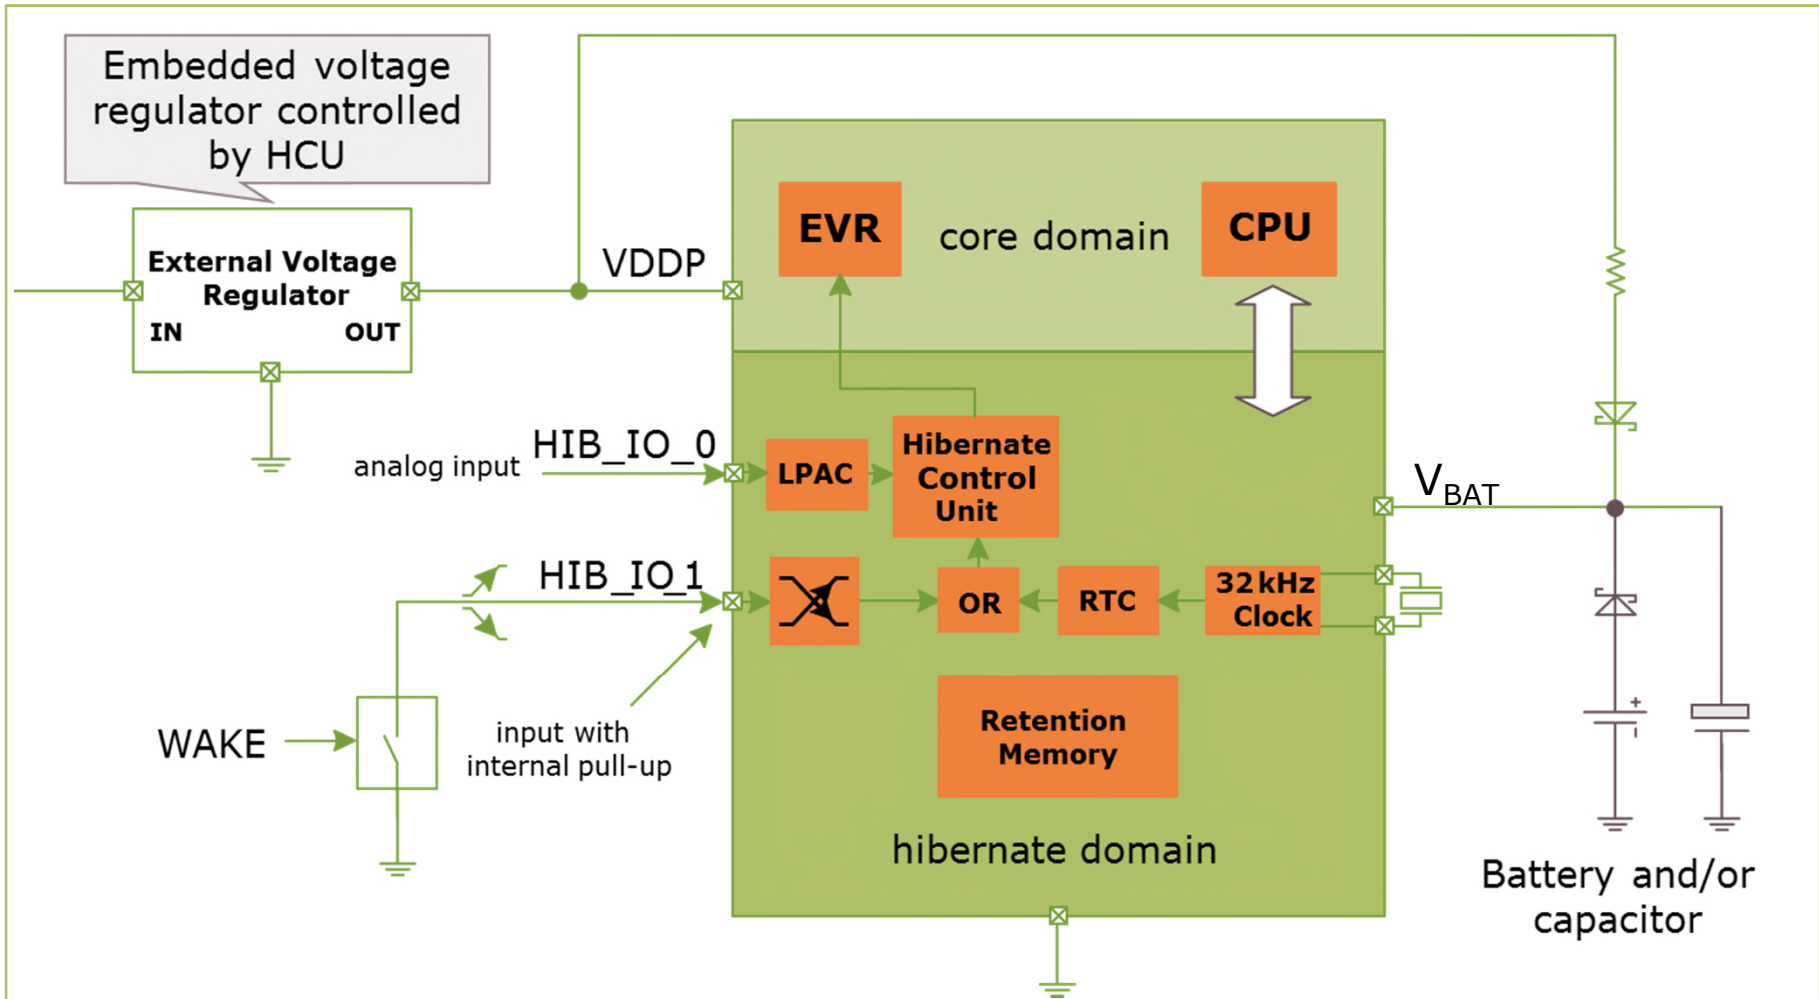 Embedded voltage
regulator controlled
by HCU
External Voltage
Regulator
IN
OUT
VDDP
EVR
core domain
CPU
HIB_IO_0
analog input
LPAC
Hibernate
Control
Unit
VBAT
HIB_IO_1
OR
RTC
32kHz
Clock
WAKE
input with
internal pull-up
Retention
Memory
hibernate domain
+
Battery and/or
capacitor